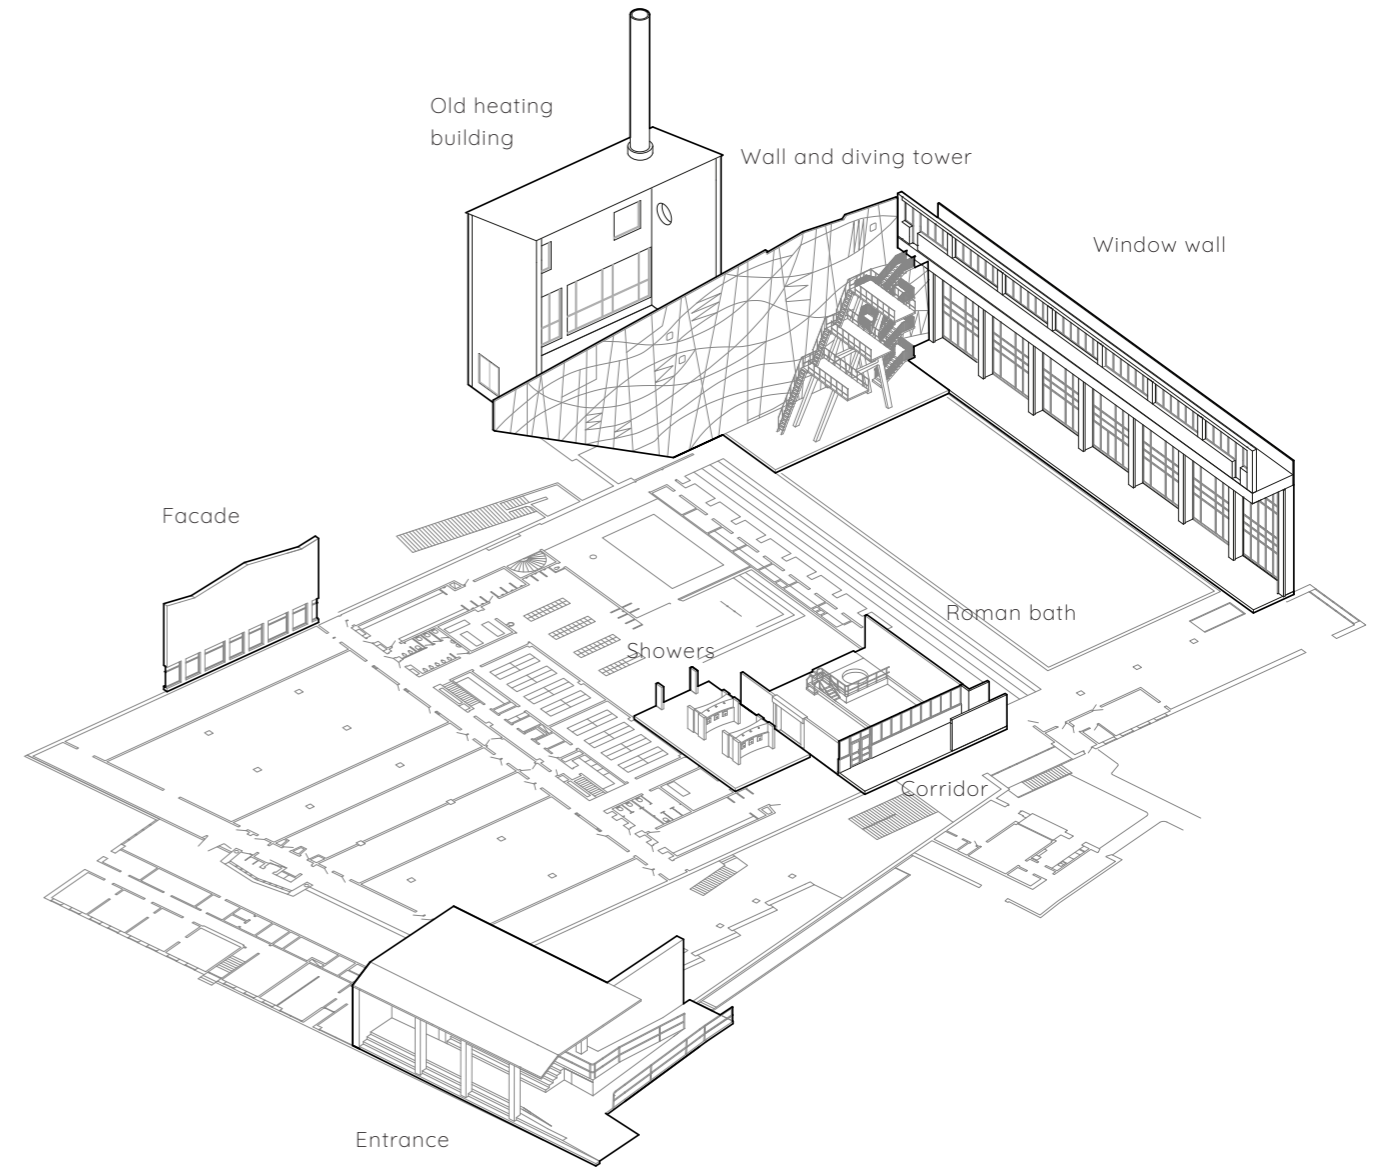 Old heating
building
Wall and diving tower
Window wall
Facade
Roman bath
Showers
Corridor
Entrance